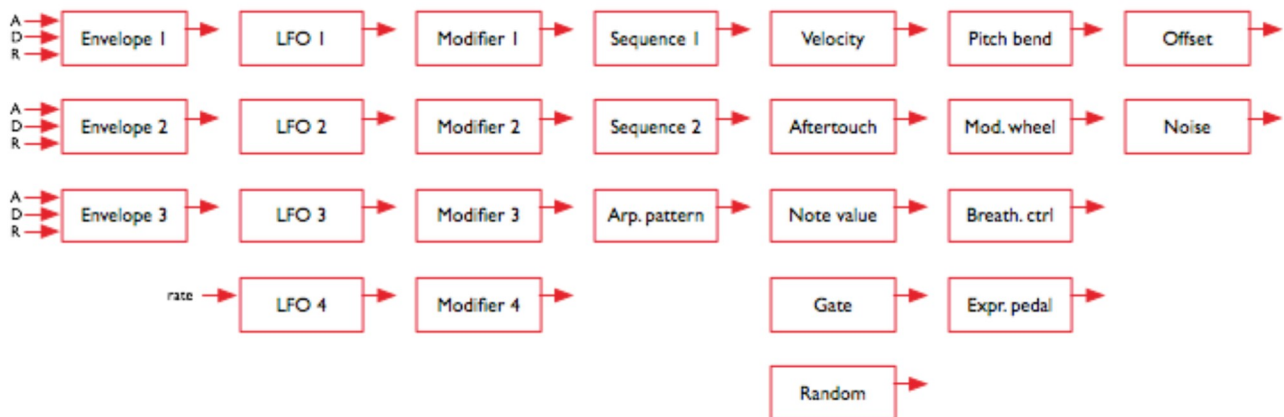 A
D
R
Envelope 1
LFO 1
Modifier 1
Sequence 1
Velocity
Pitch bend
Offset
A
D
R
Envelope 2
LFO 2
Modifier 2
Sequence 2
Aftertouch
Mod. wheel
Noise
A
D
R
Envelope 3
LFO 3
Modifier 3
Arp. pattern
Note value
Breath. ctrl
rate
LFO 4
Modifier 4
Gate
Expr. pedal
Random